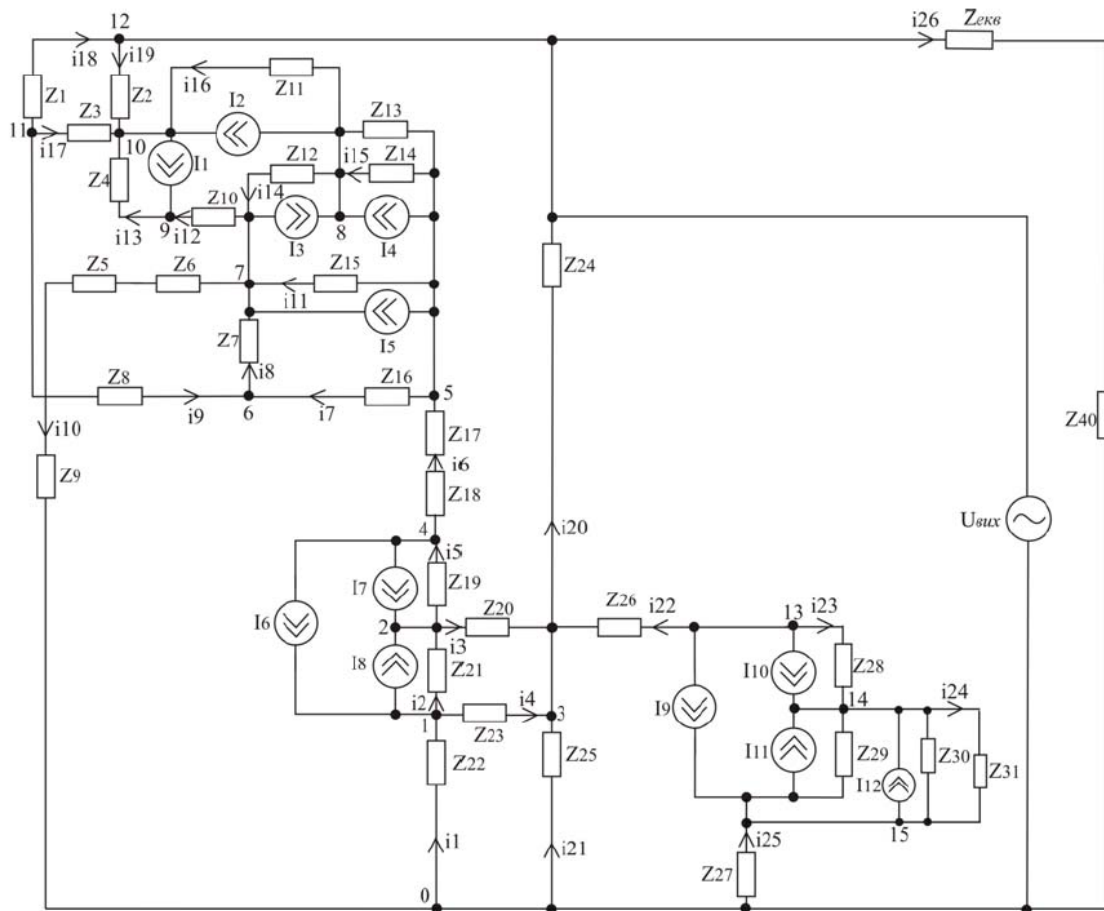 12
i26
Zекв
i18
i19
i16
Z11
Z1
Z2
I2
Z13
Z3
11
10
i17
I1
Z12
i15
Z14
Z4
i14
Z10
9
8
i13
i12
I3
I4
Z24
Z5
Z6
7
Z15
i11
Z7
I5
i8
Z8
Z16
5
i9
6
i7
Z40
i10
Z17
Z9
i6
Z18
Uвих
4
i20
i5
I7
Z19
Z26
i22
13
i23
I6
2
Z20
i3
Z28
I8
Z21
I10
i2
i4
14
i24
1
3
I9
Z23
I11
Z29
Z30
Z22
Z25
I12
Z31
15
i1
i21
i25
Z27
0